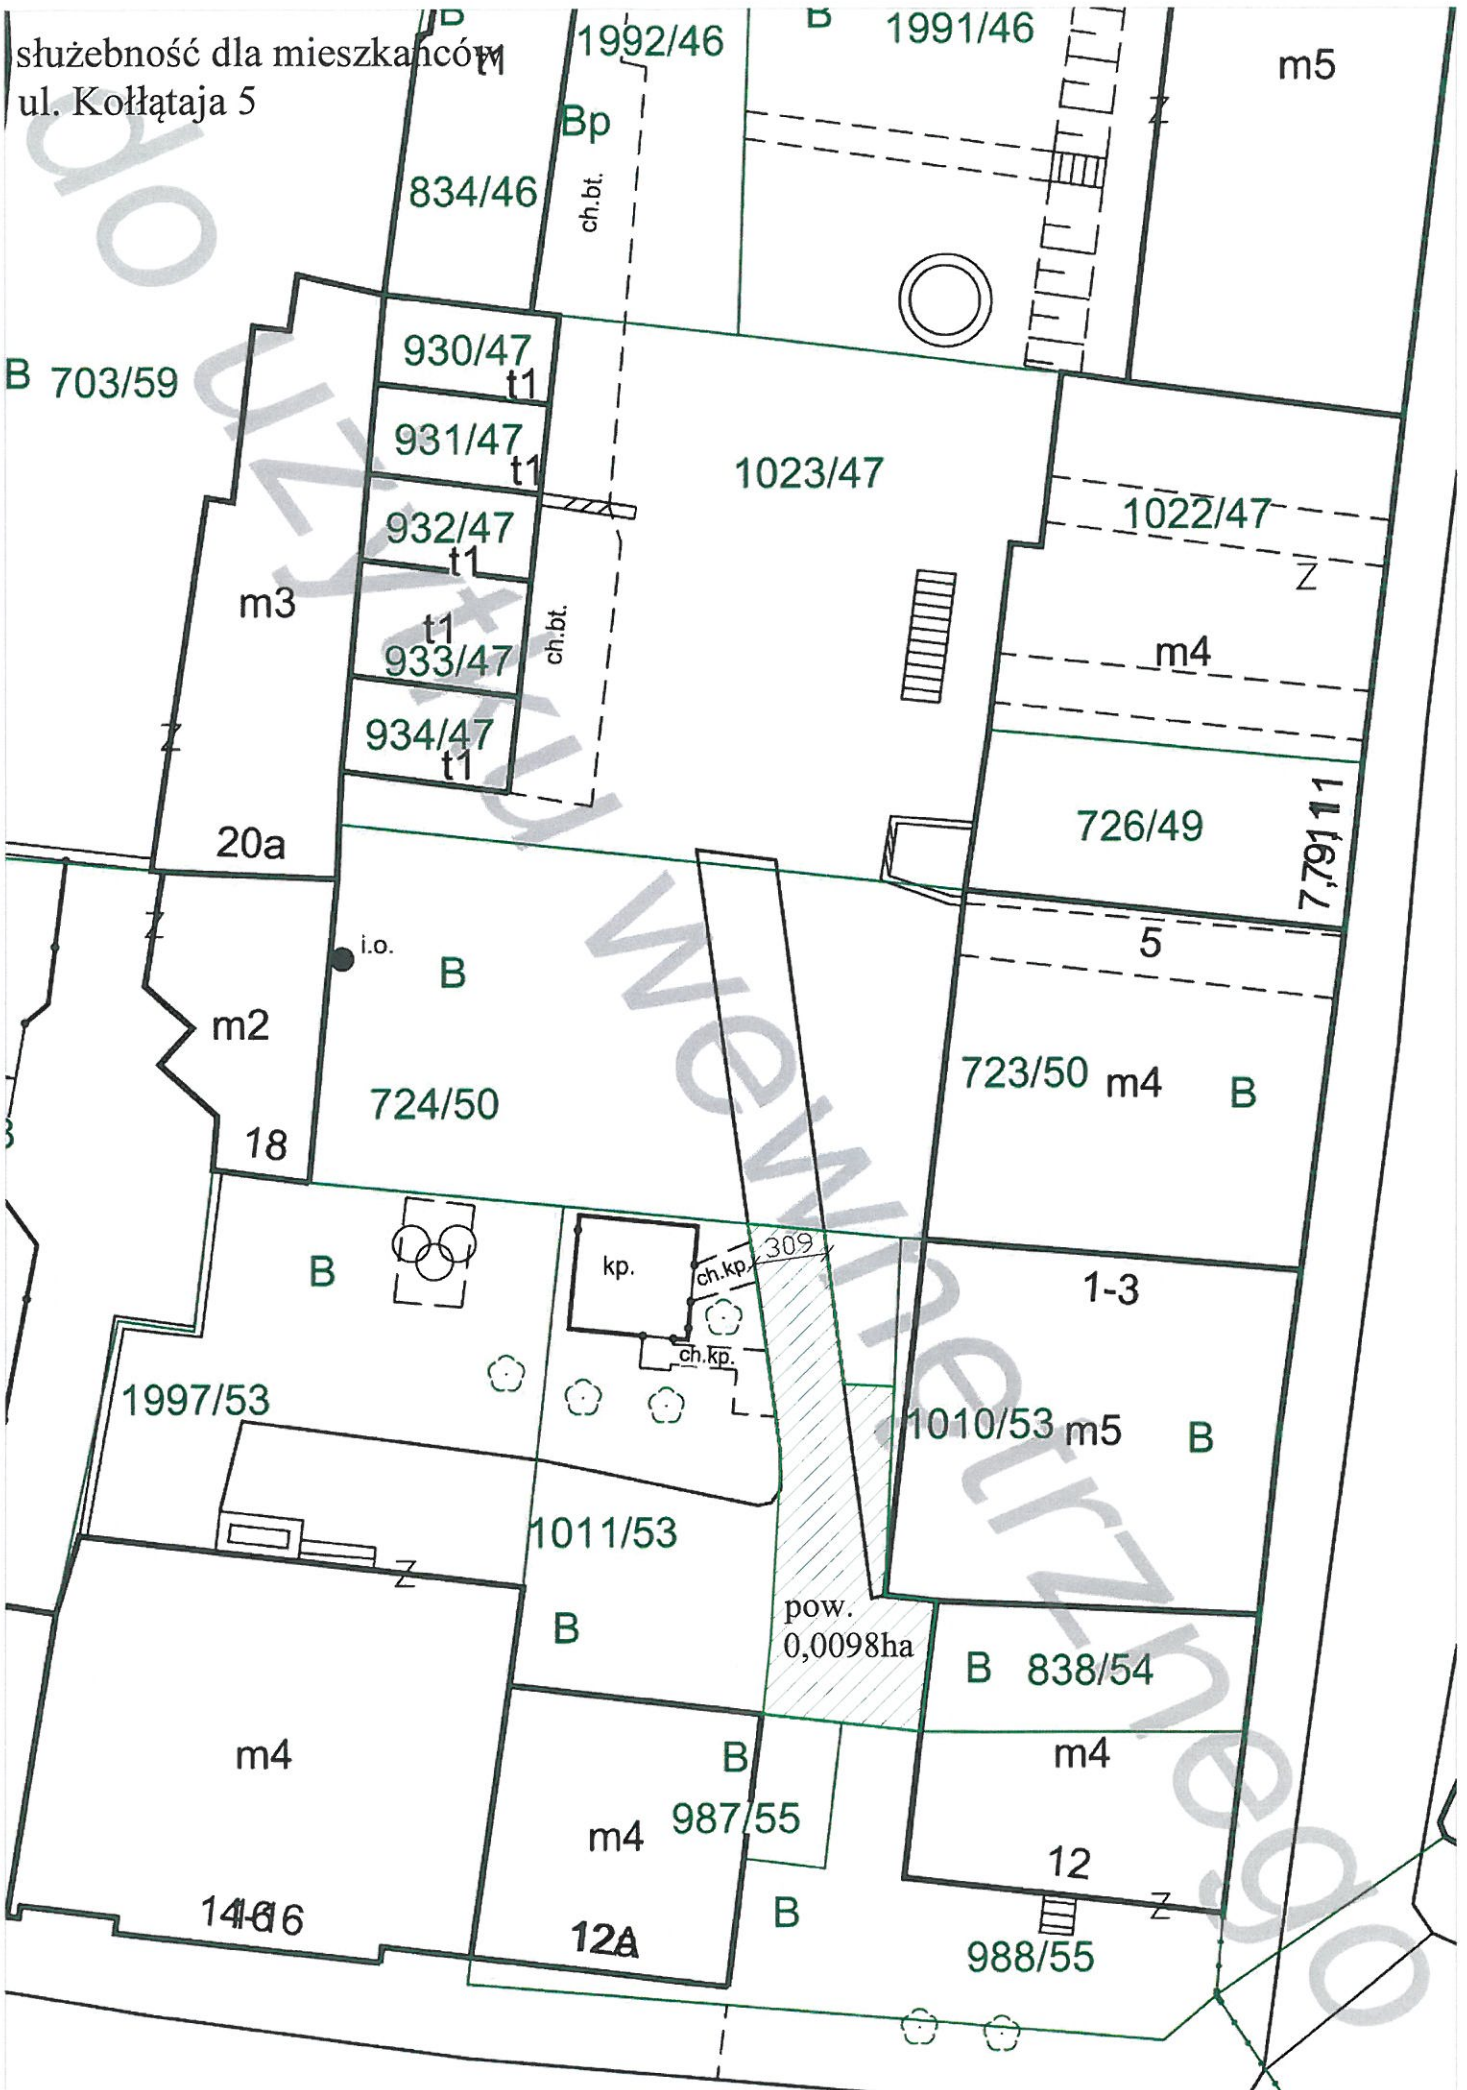 służebność dla mieszkańców
ul. Kołłątaja 5
B
t1
1992/46
B
1991/46
m5
Z
Bp
834/46
ch.bt.
do użytku wewnętrznego
B 703/59
930/47
t1
931/47
t1
1023/47
932/47
t1
1022/47
Z
m3
t1
933/47
ch.bt.
m4
Z
934/47
t1
726/49
20a
Z
i.o.
B
5
m2
724/50
723/50 m4 B
18
B
kp.
ch.kp.
309
1-3
ch.kp.
1997/53
1010/53 m5 B
1011/53
Z
B
pow.
0,0098ha
B 838/54
m4
B
m4
987/55
m4
12
B
Z
12A
988/55